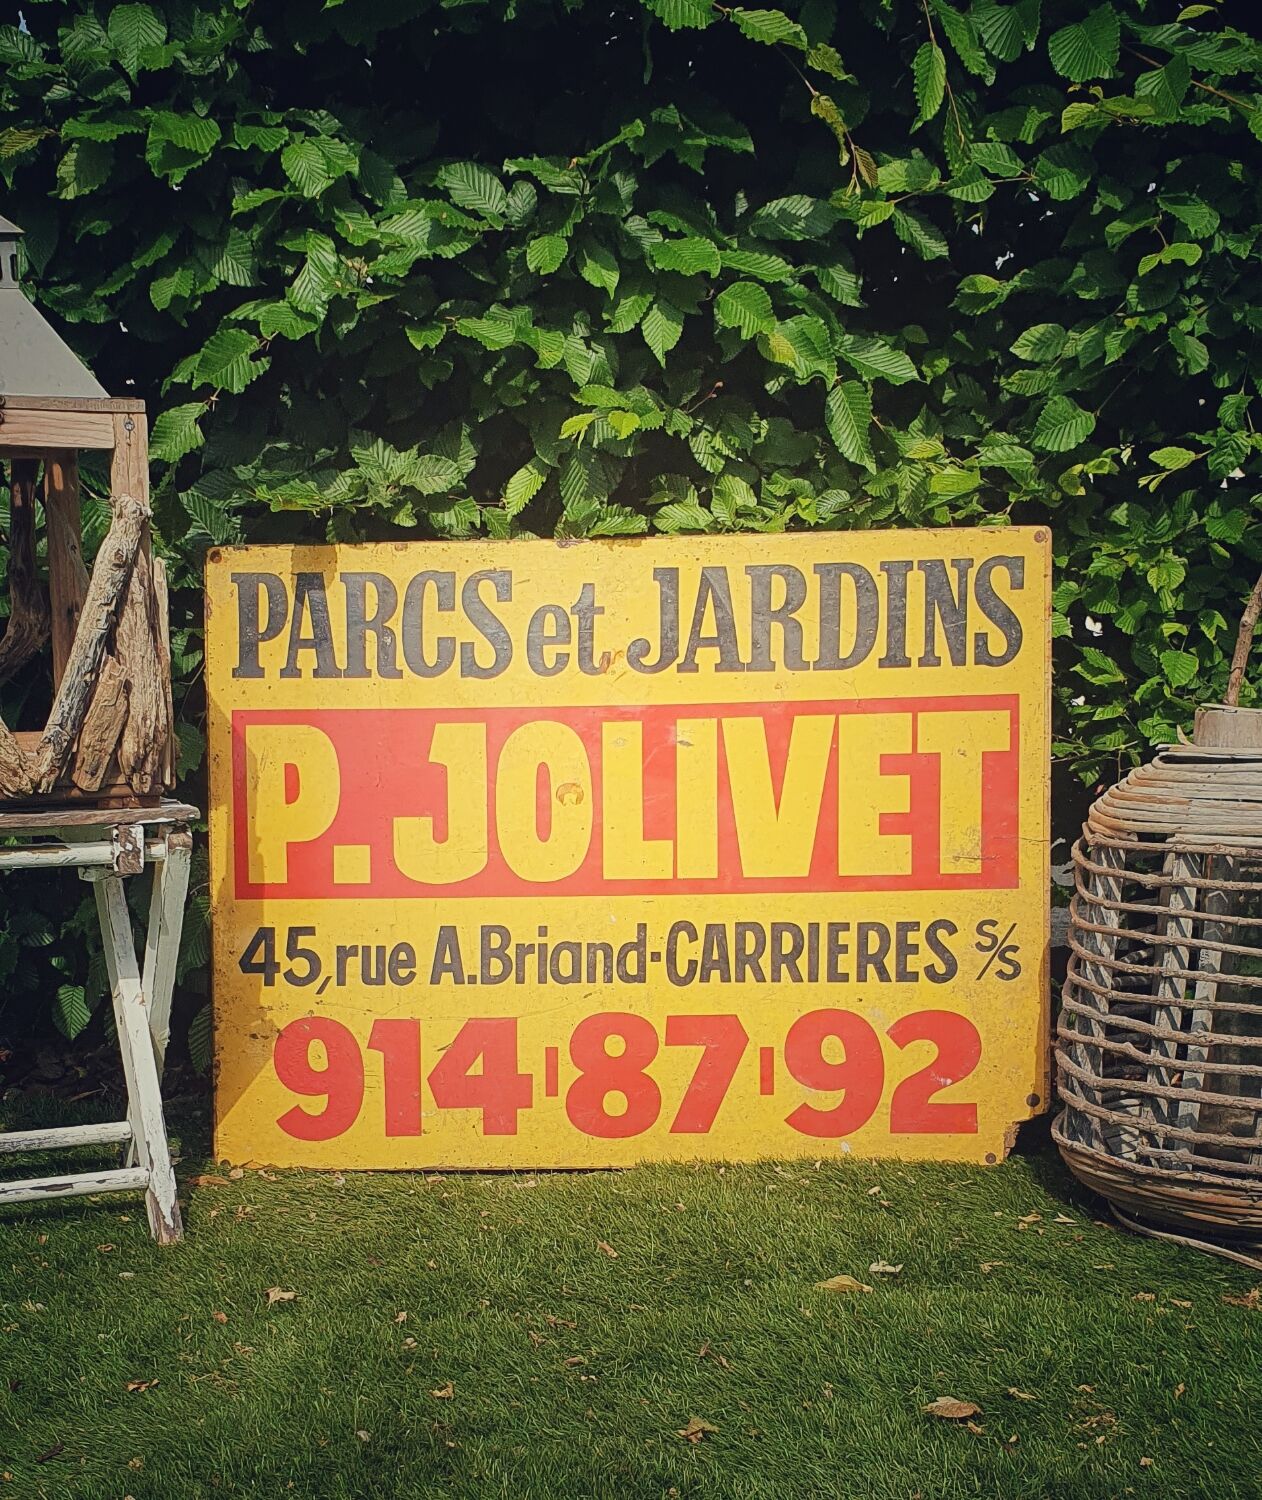 PARCS et JARDINS
P. JOLIVET
45, rue A. Briand-CARRIERES s/s
914-87-92